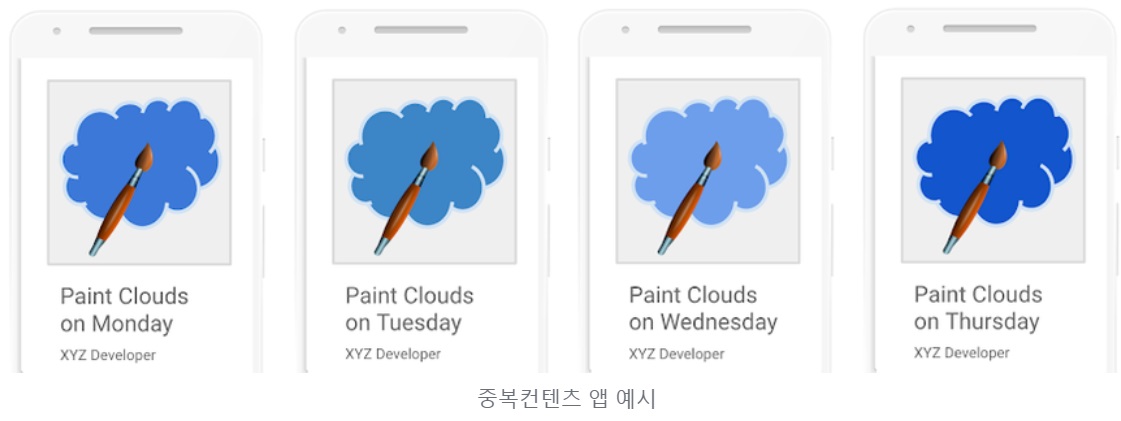 Paint Clouds
on Monday
XYZ Developer
Paint Clouds
on Tuesday
XYZ Developer
Paint Clouds
on Wednesday
XYZ Developer
Paint Clouds
on Thursday
XYZ Developer
중복컨텐츠 앱 예시